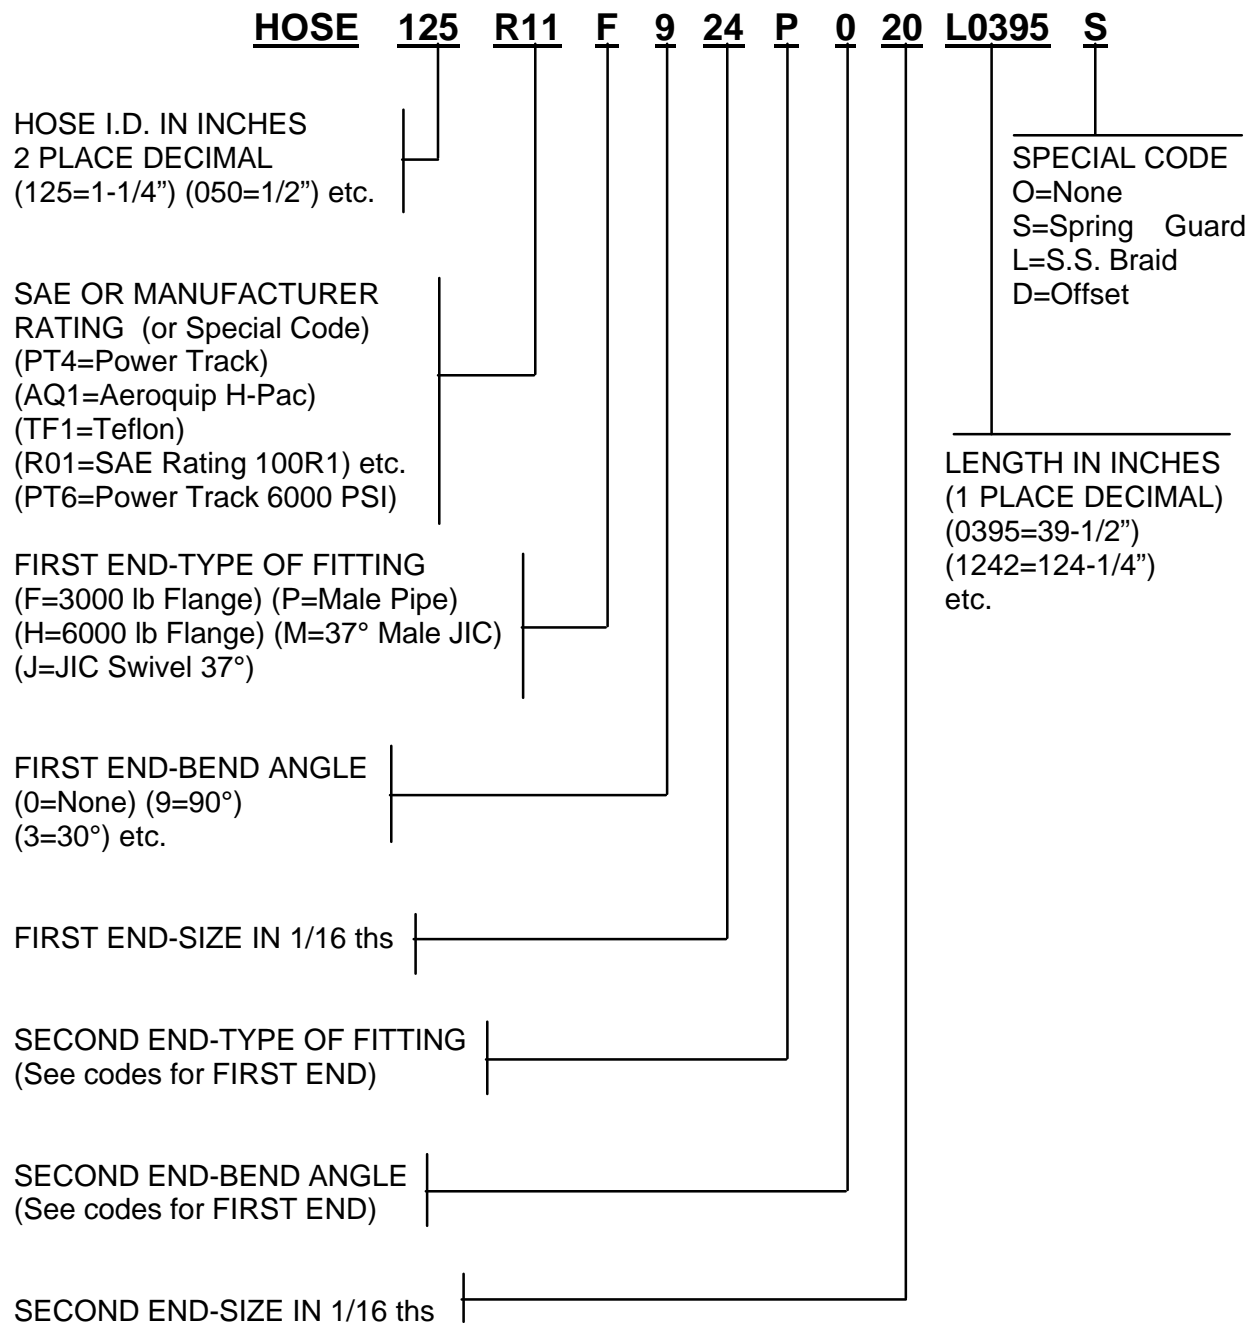 HOSE 125 R11 F 9 24 P 0 20 L0395 S
HOSE I.D. IN INCHES
2 PLACE DECIMAL
(125=1-1/4”) (050=1/2”) etc.
SPECIAL CODE
O=None
S=Spring Guard
L=S.S. Braid
D=Offset
SAE OR MANUFACTURER
RATING (or Special Code)
(PT4=Power Track)
(AQ1=Aeroquip H-Pac)
(TF1=Teflon)
(R01=SAE Rating 100R1) etc.
(PT6=Power Track 6000 PSI)
LENGTH IN INCHES
(1 PLACE DECIMAL)
(0395=39-1/2”)
(1242=124-1/4”)
etc.
FIRST END-TYPE OF FITTING
(F=3000 lb Flange) (P=Male Pipe)
(H=6000 lb Flange) (M=37° Male JIC)
(J=JIC Swivel 37°)
FIRST END-BEND ANGLE
(0=None) (9=90°)
(3=30°) etc.
FIRST END-SIZE IN 1/16 ths
SECOND END-TYPE OF FITTING
(See codes for FIRST END)
SECOND END-BEND ANGLE
(See codes for FIRST END)
SECOND END-SIZE IN 1/16 ths